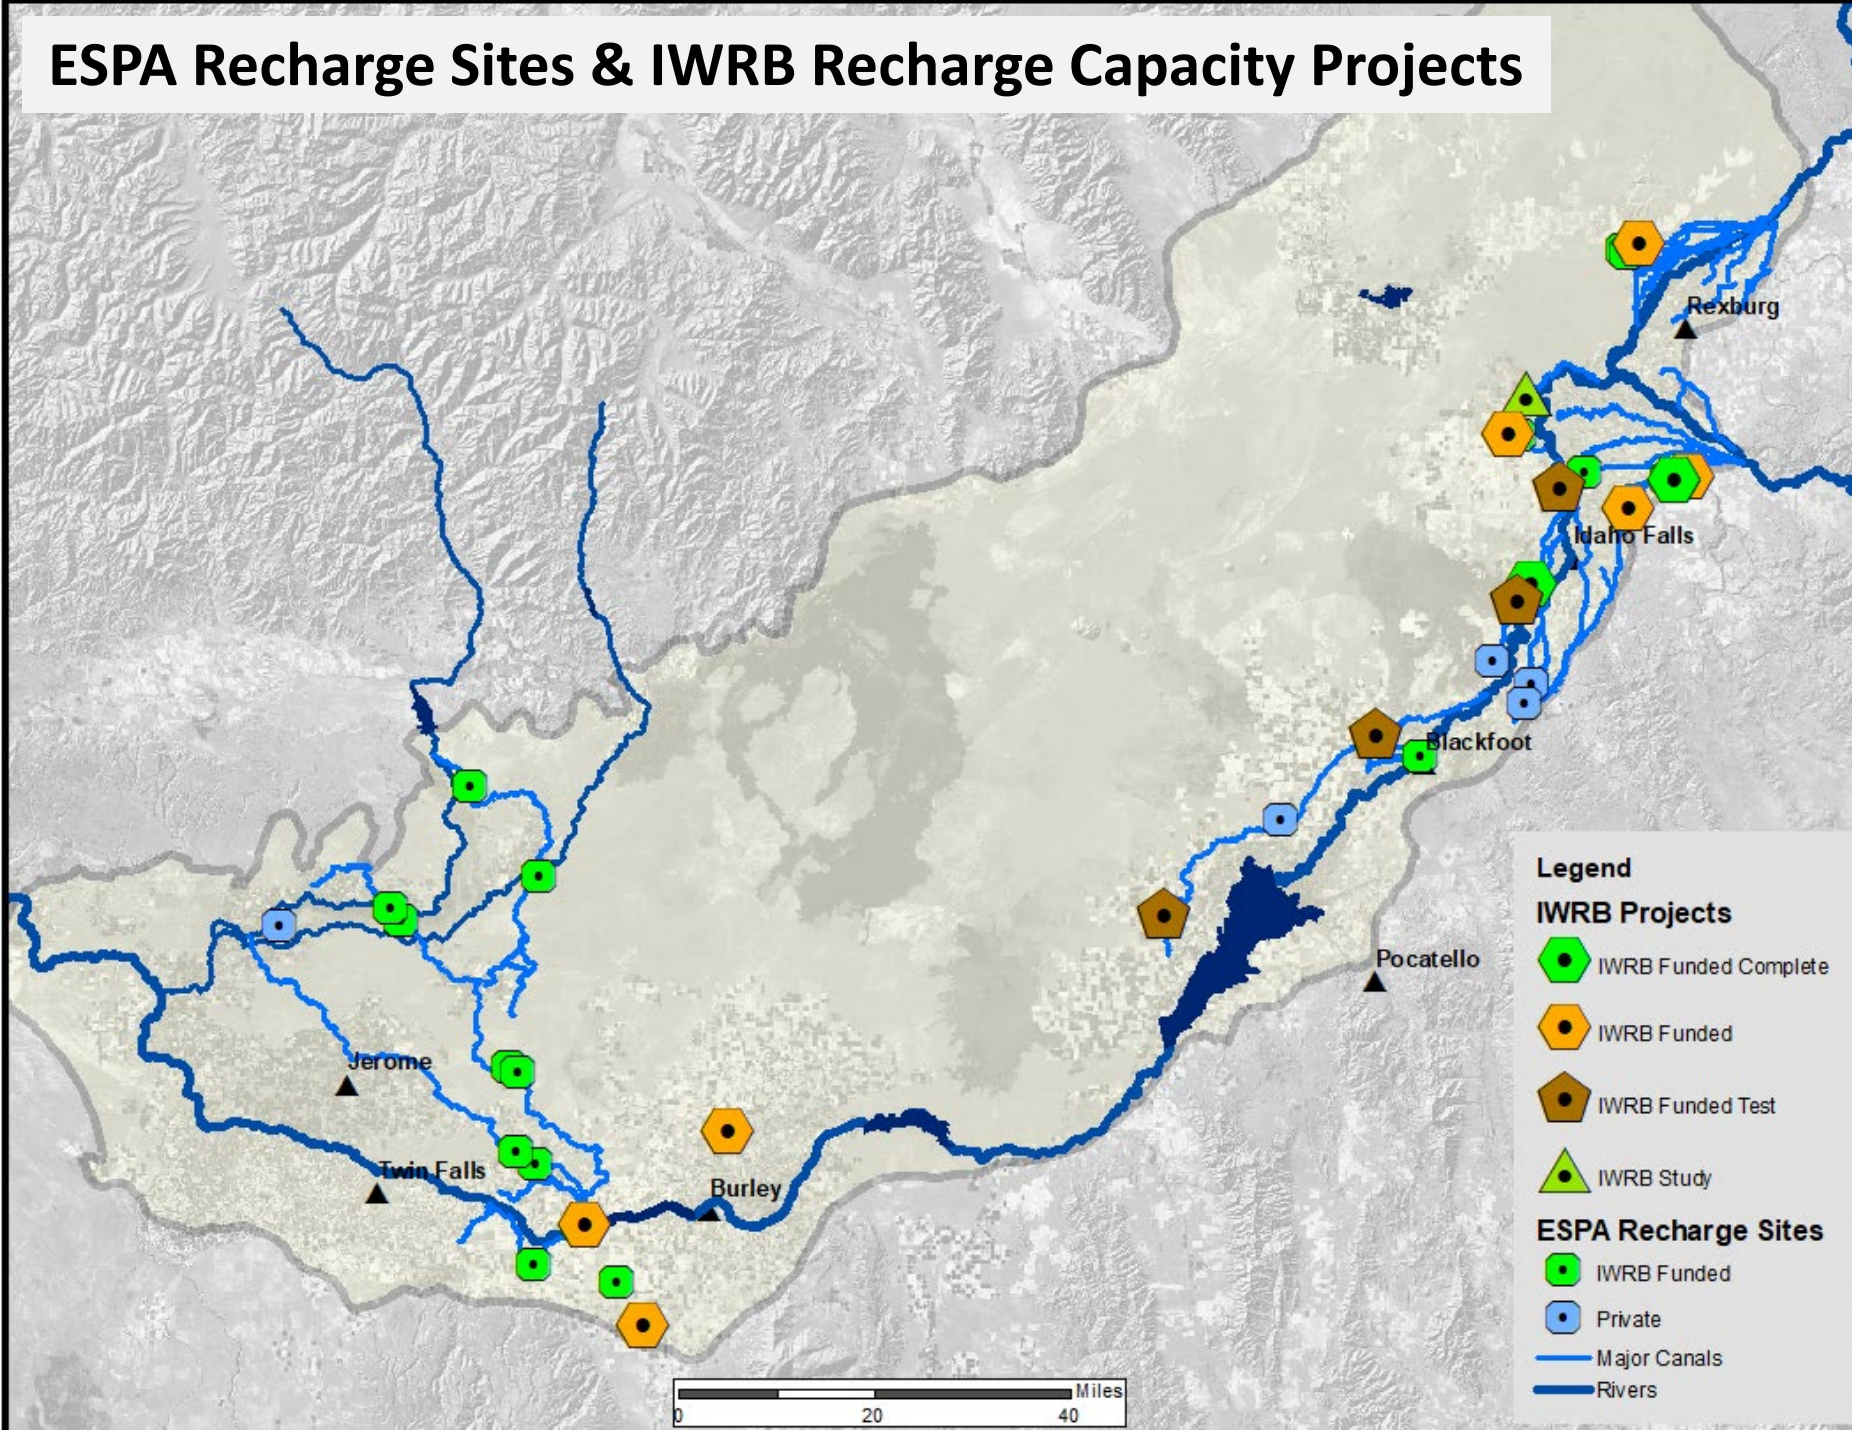 ESPA Recharge Sites & IWRB Recharge Capacity Projects
Rexburg
Idaho Falls
Blackfoot
Pocatello
Jerome
Twin Falls
Burley
Legend
IWRB Projects
IWRB Funded Complete
IWRB Funded
IWRB Funded Test
IWRB Study
ESPA Recharge Sites
IWRB Funded
Private
Major Canals
Rivers
Miles
0 20 40